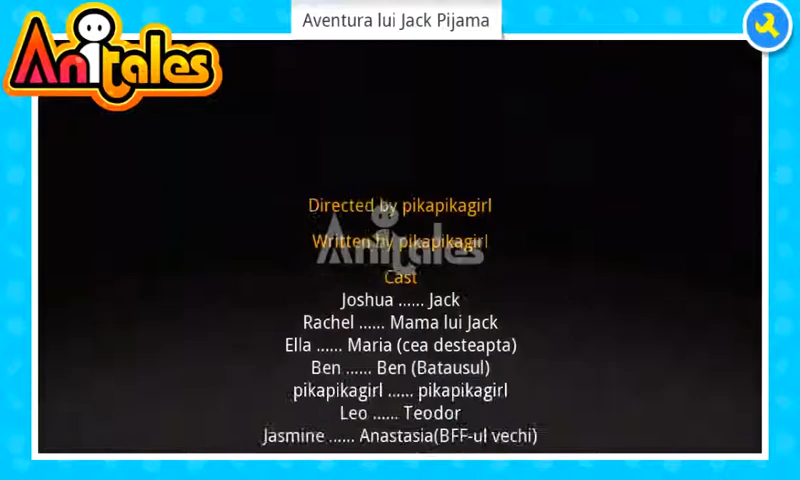 Aventura lui Jack Pijama
Anitales
Directed by pikapikagirl
Written by pikapikagirl
Anitales
Cast
Joshua ...... Jack
Rachel ...... Mama lui Jack
Ella ...... Maria (cea desteapta)
Ben ...... Ben (Batausul)
pikapikagirl ...... pikapikagirl
Leo ...... Teodor
Jasmine ...... Anastasia(BFF-ul vechi)